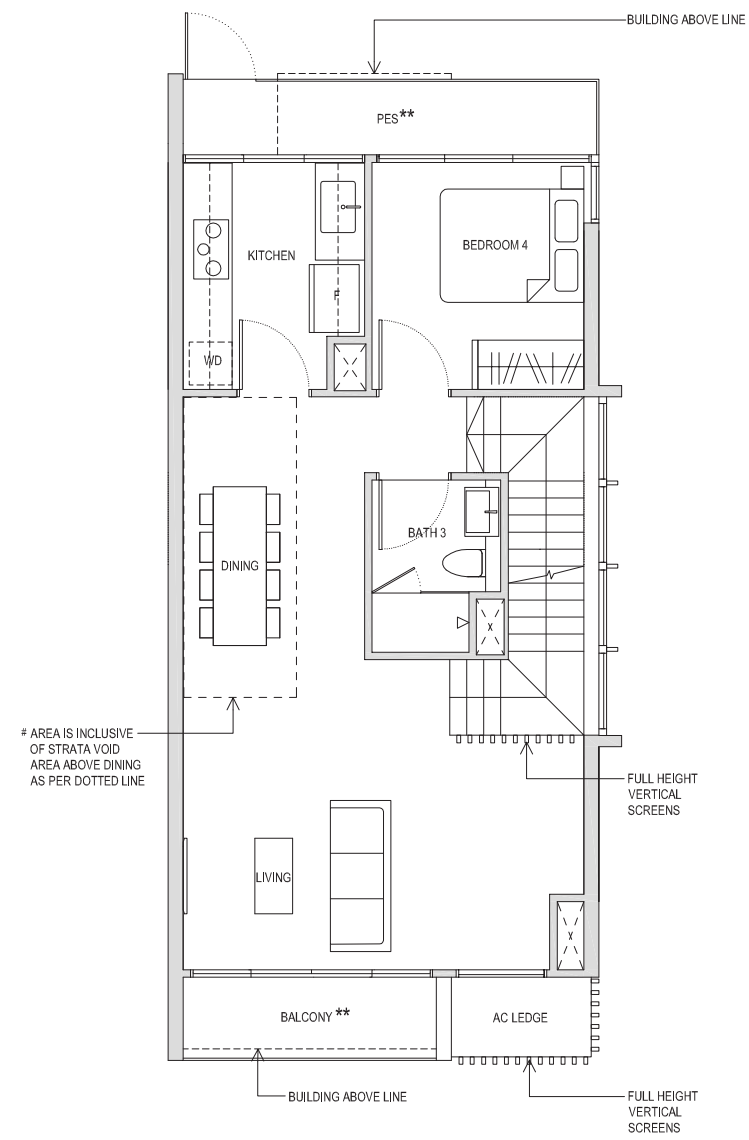 BUILDING ABOVE LINE
PES**
KITCHEN
BEDROOM 4
F
WD
BATH 3
DINING
X
# AREA IS INCLUSIVE
OF STRATA VOID
AREA ABOVE DINING
AS PER DOTTED LINE
FULL HEIGHT
VERTICAL
SCREENS
LIVING
X
BALCONY **
AC LEDGE
BUILDING ABOVE LINE
FULL HEIGHT
VERTICAL
SCREENS